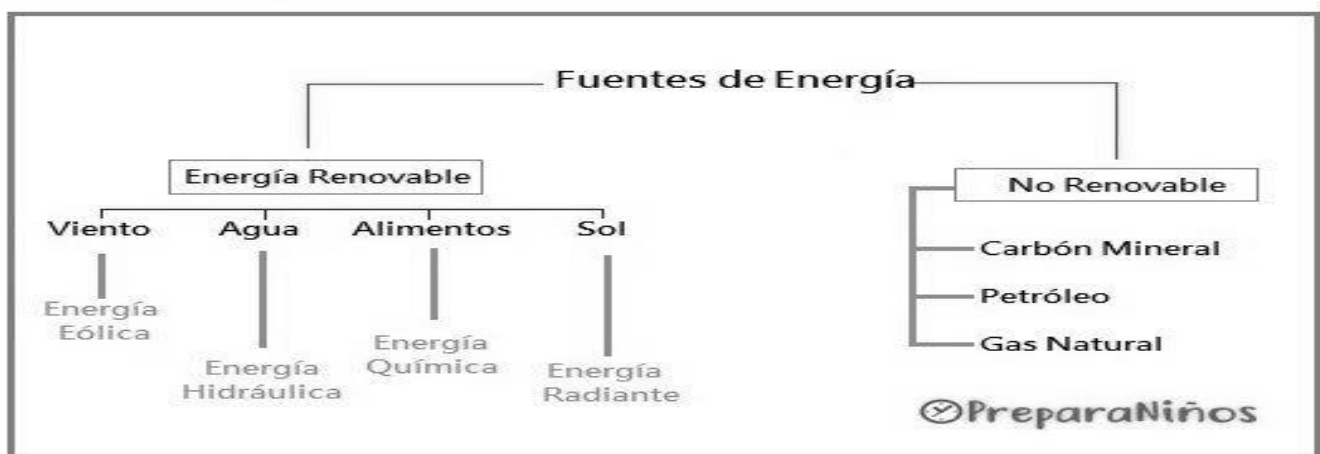 Fuentes de Energía
Energía Renovable
Viento Agua Alimentos Sol
Energía
Eólica
Energía
Hidráulica
Energía
Química
Energía
Radiante
No Renovable
Carbón Mineral
Petróleo
Gas Natural
PreparaNiños